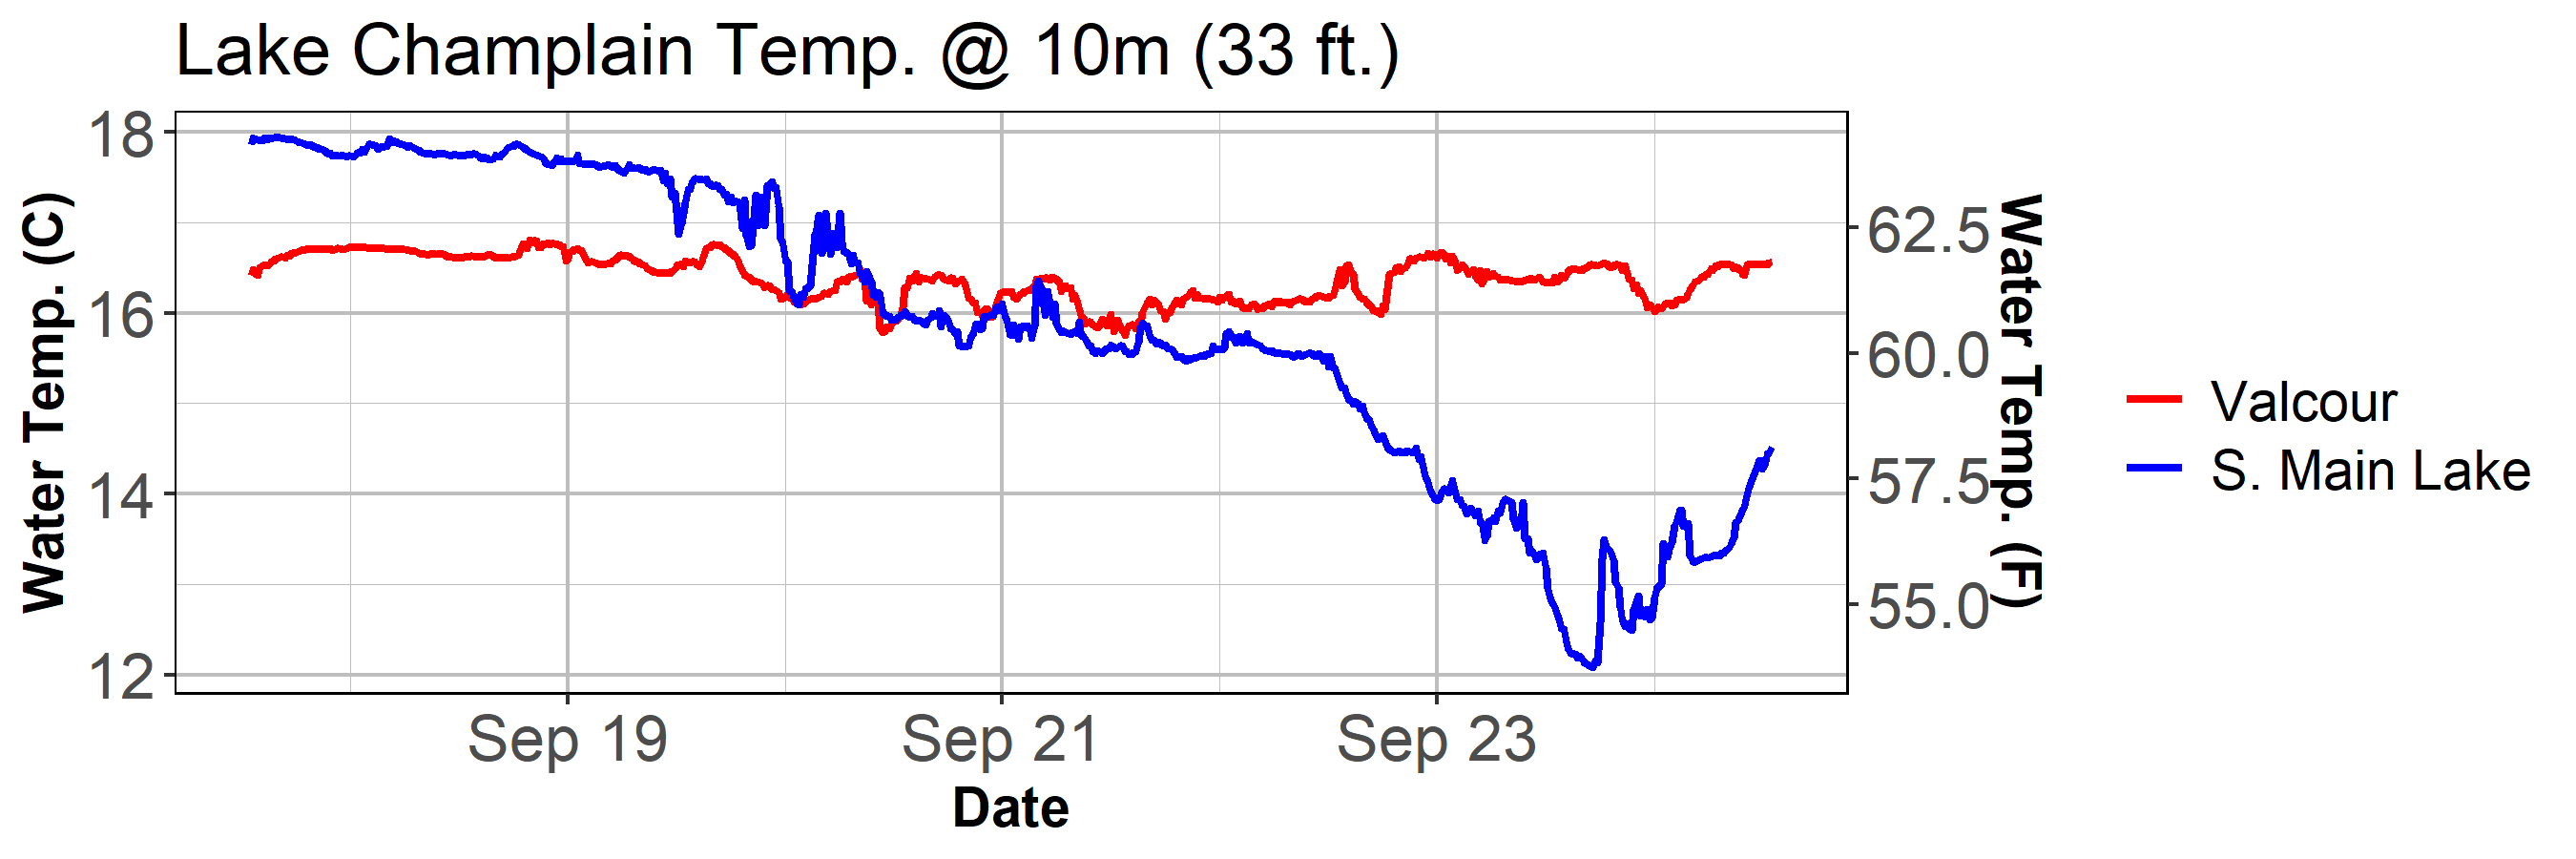 Lake Champlain Temp. @ 10m (33 ft.)
Water Temp. (C)
18
16
14
12
62.5
60.0
57.5
55.0
Water Temp. (F)
Valcour
S. Main Lake
Sep 19
Sep 21
Sep 23
Date